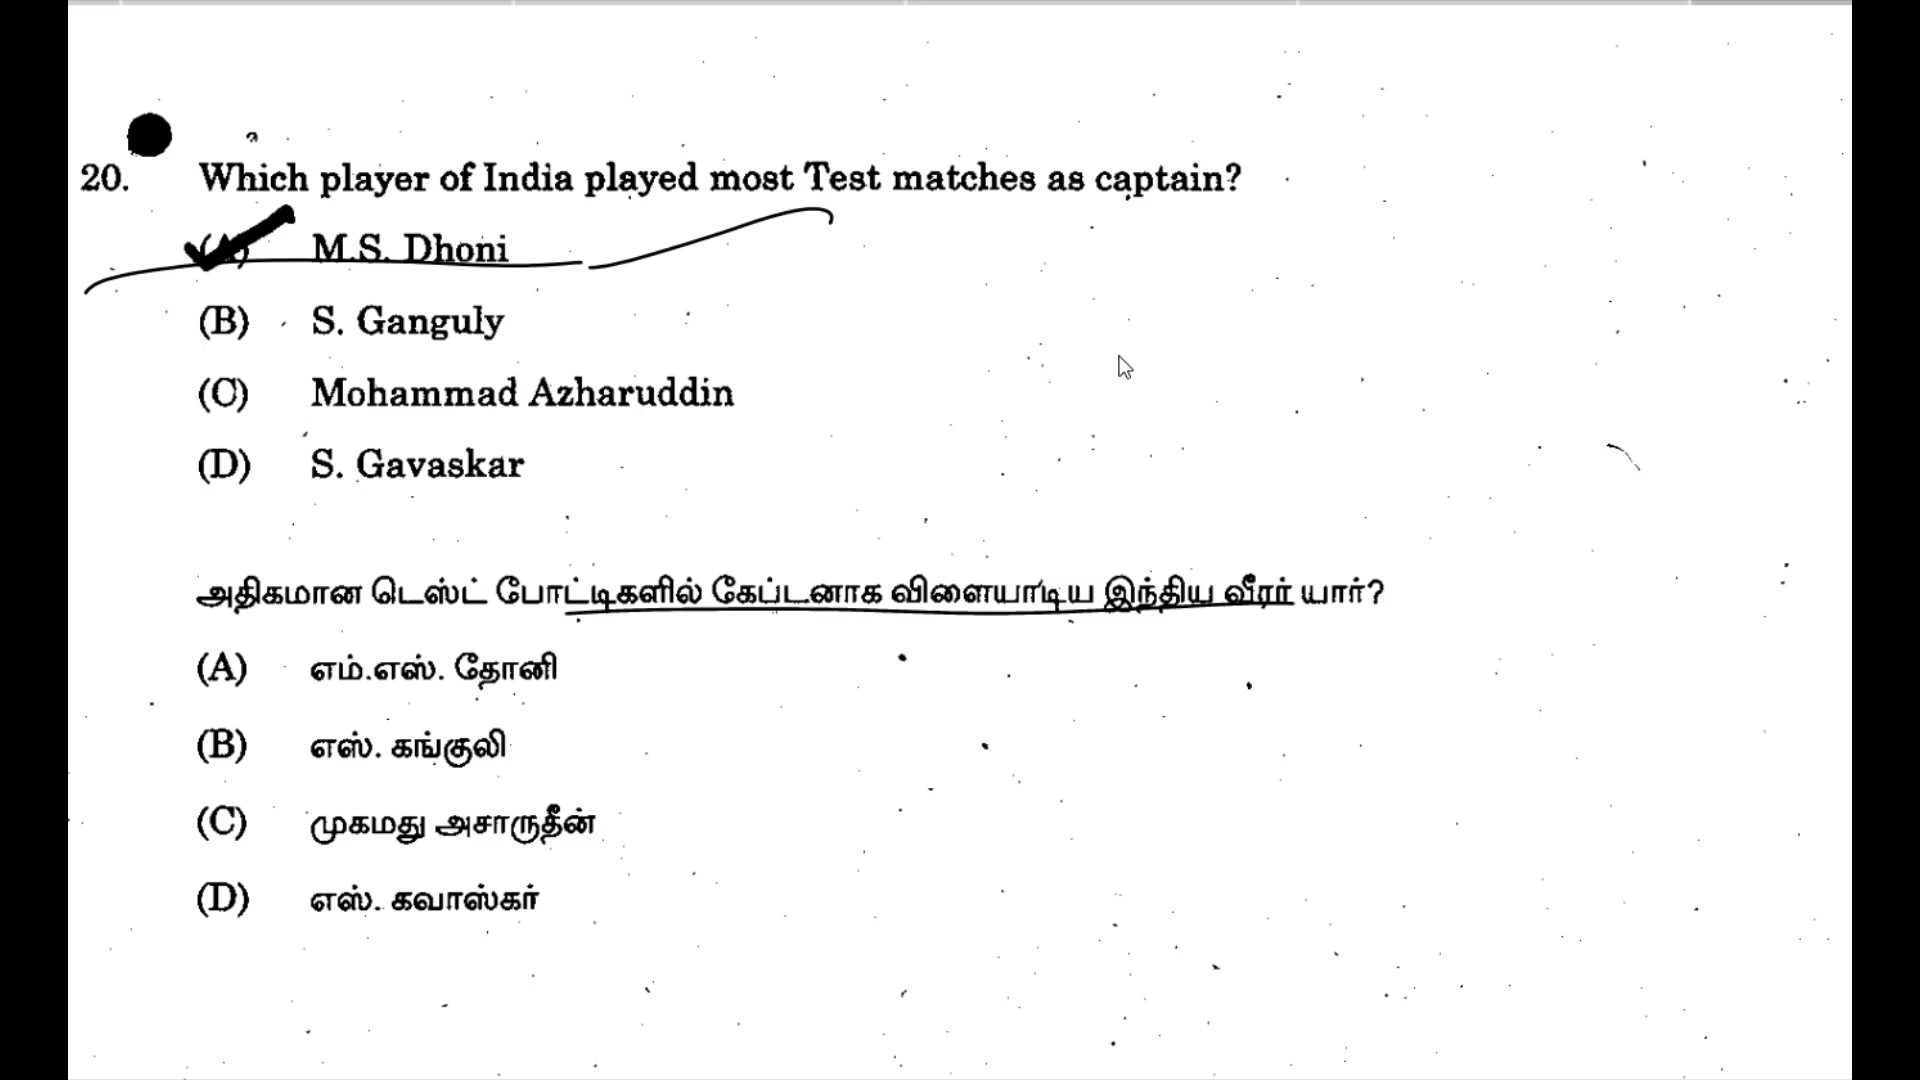 20. Which player of India played most Test matches as captain?
(A) M.S. Dhoni
(B) S. Ganguly
(C) Mohammad Azharuddin
(D) S. Gavaskar
அதிகமான டெஸ்ட் போட்டிகளில் கேப்டனாக விளையாடிய இந்திய வீரர் யார்?
(A) எம்.எஸ். தோனி
(B) எஸ். கங்குலி
(C) முகமது அசாருதீன்
(D) எஸ். கவாஸ்கர்